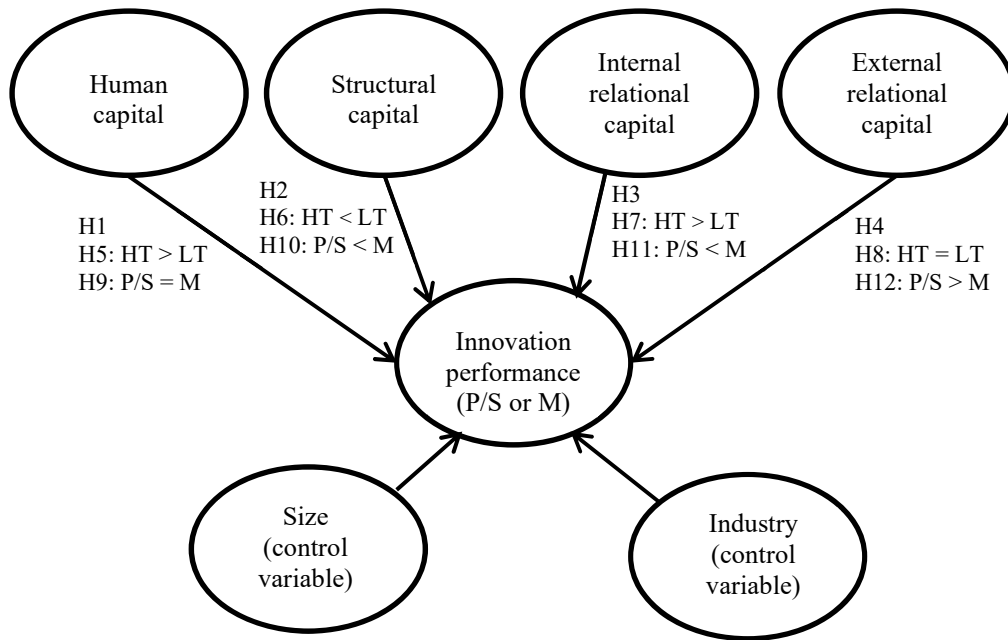 Human
capital
Structural
capital
Internal
relational
capital
External
relational
capital
H1
H5: HT > LT
H9: P/S = M
H2
H6: HT < LT
H10: P/S < M
H3
H7: HT > LT
H11: P/S < M
H4
H8: HT = LT
H12: P/S > M
Innovation
performance
(P/S or M)
Size
(control
variable)
Industry
(control
variable)